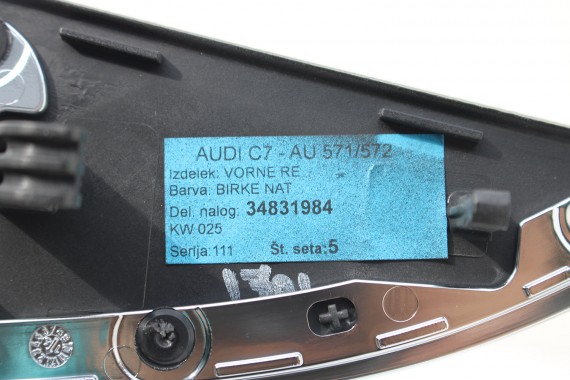 AUDI C7 - AU 571/572
Izdelek: VORNE RE
Barva: BIRKE NAT
Del. nalog: 34831984
KW 025
Serija: 111 Št. seta: 5